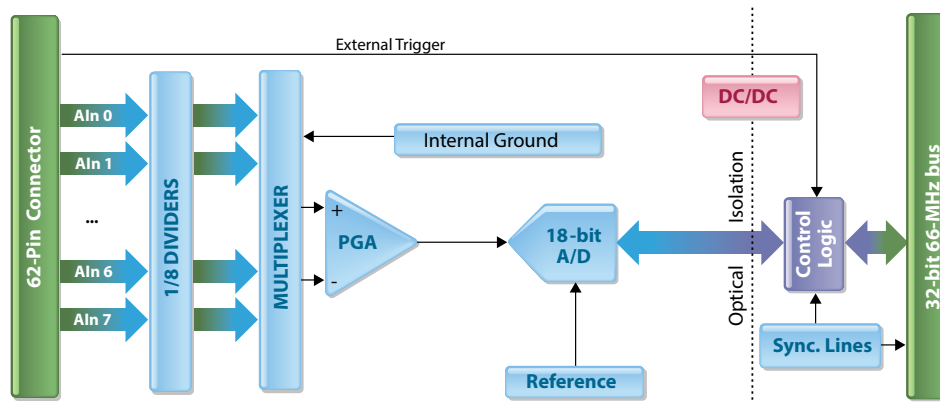 External Trigger
62-Pin Connector
AIn 0
AIn 1
...
AIn 6
AIn 7
1/8 DIVIDERS
MULTIPLEXER
Internal Ground
+
PGA
-
18-bit
A/D
Reference
DC/DC
Optical Isolation
Control
Logic
Sync. Lines
32-bit 66-MHz bus